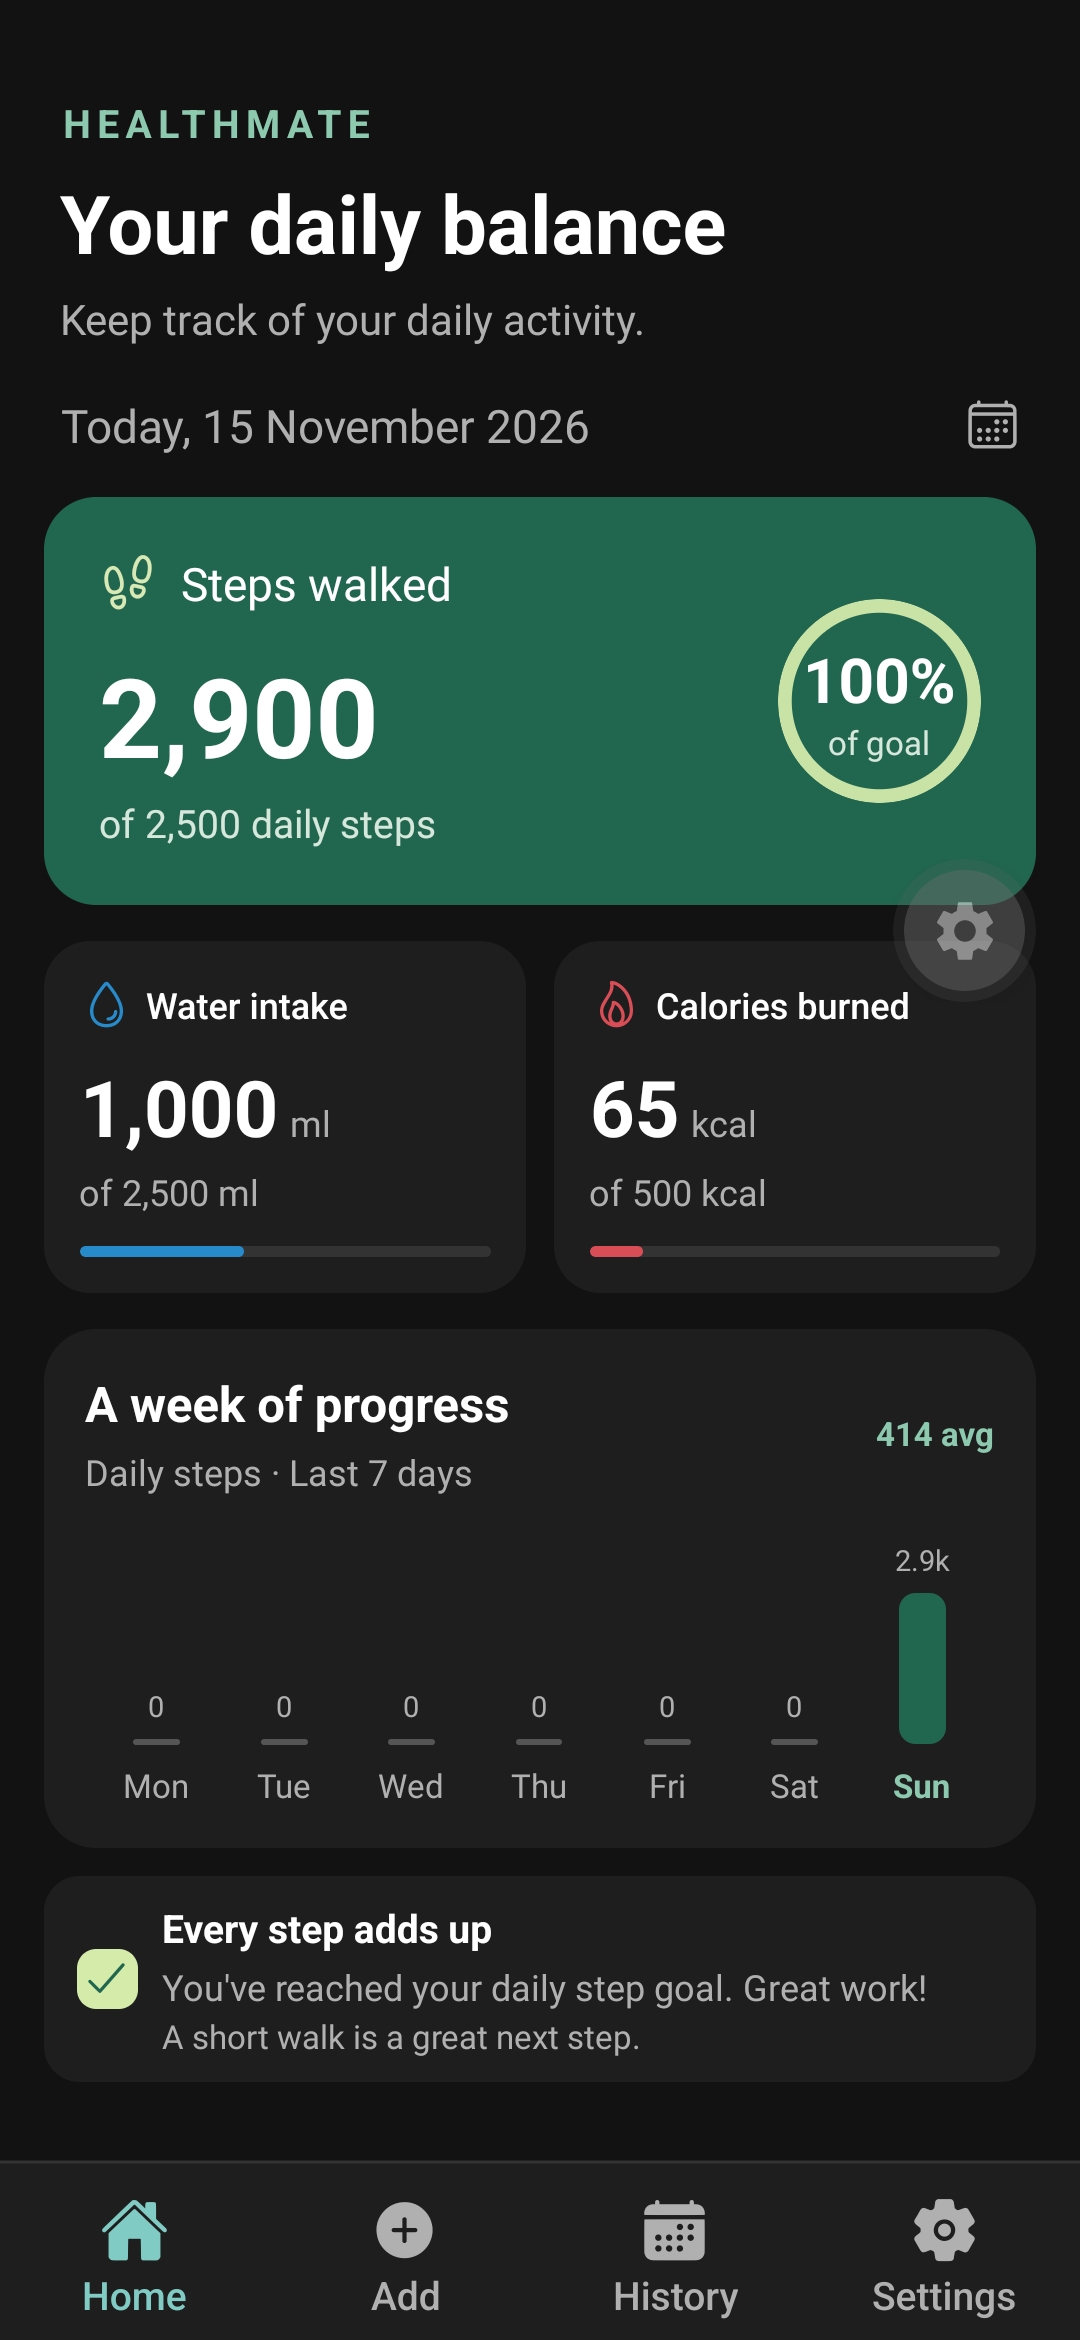 HEALTHMATE
Your daily balance
Keep track of your daily activity.
Today, 15 November 2026
Steps walked
2,900
of 2,500 daily steps
100%
of goal
Water intake
1,000 ml
of 2,500 ml
Calories burned
65 kcal
of 500 kcal
A week of progress
Daily steps · Last 7 days
414 avg
2.9k
0 0 0 0 0 0
Mon Tue Wed Thu Fri Sat Sun
Every step adds up
You've reached your daily step goal. Great work!
A short walk is a great next step.
Home Add History Settings